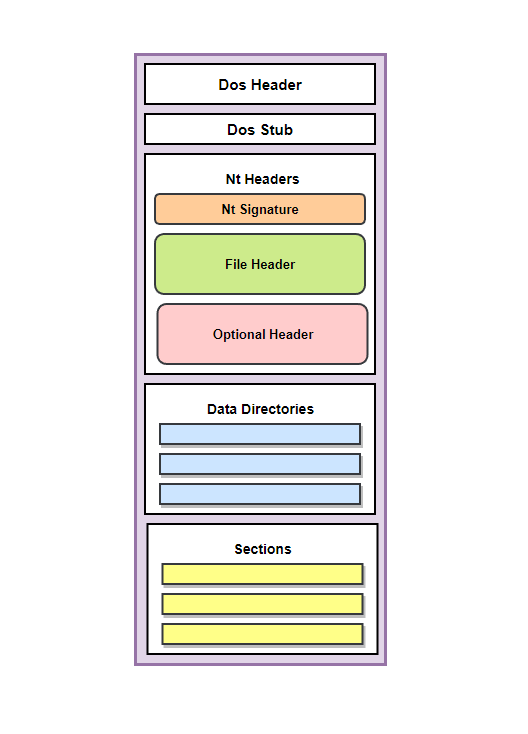 Dos Header
Dos Stub
Nt Headers
Nt Signature
File Header
Optional Header
Data Directories
Sections